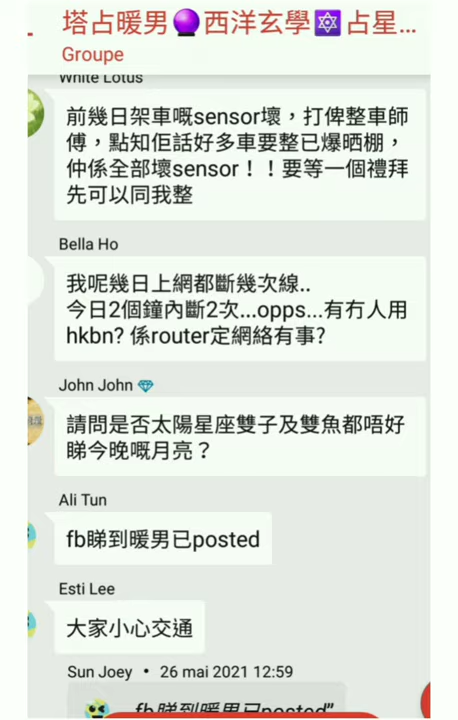 塔占暖男🔮西洋玄學🔯占星...
Groupe
White Lotus
前幾日架車嘅sensor壞，打俾整車師
傅，點知佢話好多車要整已爆晒棚，
仲係全部壞sensor！！要等一個禮拜
先可以同我整
Bella Ho
我呢幾日上網都斷幾次線..
今日2個鐘內斷2次...opps...有冇人用
hkbn? 係router定網絡有事?
John John 💎
請問是否太陽星座雙子及雙魚都唔好
睇今晚嘅月亮？
Ali Tun
fb睇到暖男已posted
Esti Lee
大家小心交通
Sun Joey • 26 mai 2021 12:59
fb睇到暖男已posted"